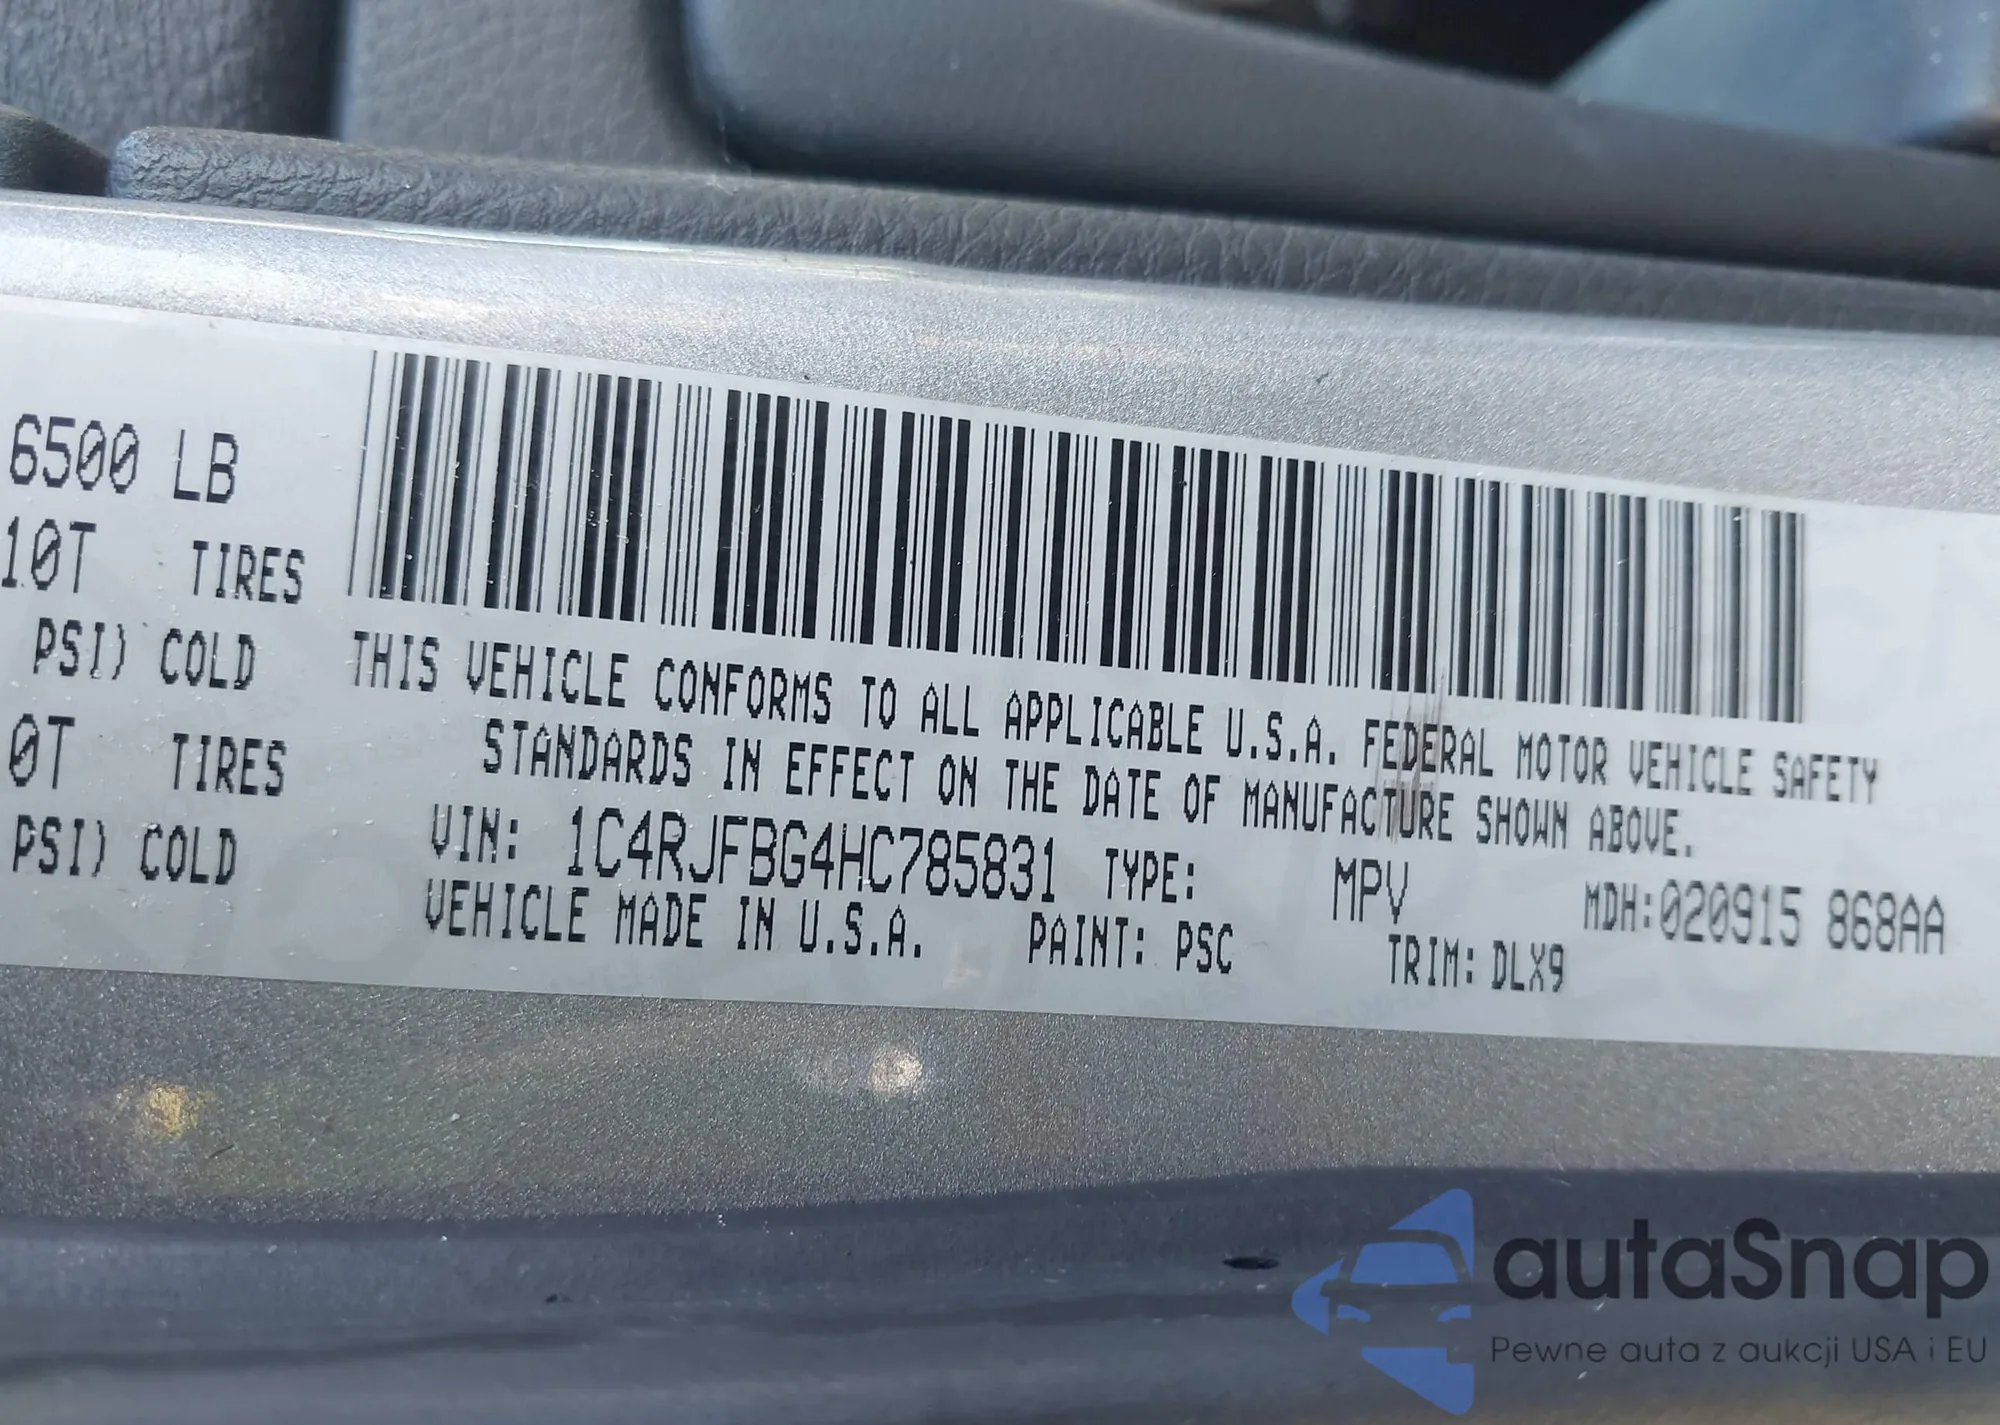 6500 LB
10T TIRES
PSI) COLD
0T TIRES
PSI) COLD
THIS VEHICLE CONFORMS TO ALL APPLICABLE U.S.A. FEDERAL MOTOR VEHICLE SAFETY
STANDARDS IN EFFECT ON THE DATE OF MANUFACTURE SHOWN ABOVE.
VIN: 1C4RJFBG4HC785831 TYPE: MPV MDH:020915 868AA
VEHICLE MADE IN U.S.A. PAINT: PSC TRIM: DLX9
autaSnap
Pewne auta z aukcji USA i EU